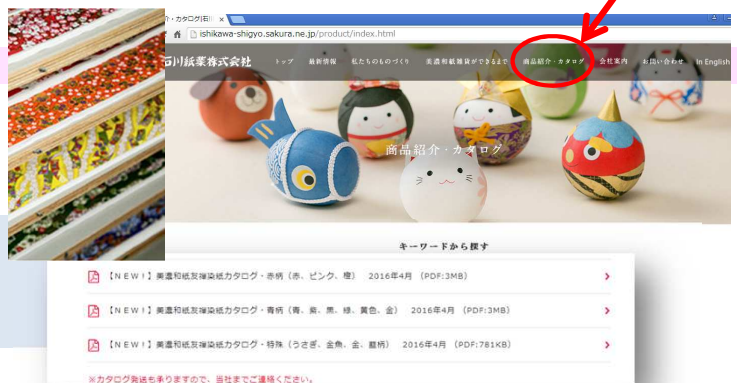 ・カタログ|石川
ishikawa-shigyo.sakura.ne.jp/product/index.html
石川紙業株式会社 トップ 最新情報 私たちのものづくり 美濃和紙雑貨ができるまで 商品紹介・カタログ 会社案内 お問い合わせ In English
商品紹介・カタログ
キーワードから探す
【NEW!】美濃和紙友禅染紙カタログ・赤柄（赤、ピンク、橙） 2016年4月 （PDF:3MB）
【NEW!】美濃和紙友禅染紙カタログ・青柄（青、紫、黒、緑、黄色、金） 2016年4月 （PDF:3MB）
【NEW!】美濃和紙友禅染紙カタログ・特殊（うさぎ、金魚、金、龍柄） 2016年4月 （PDF:781KB）
※カタログ発送も承りますので、当社までご連絡ください。